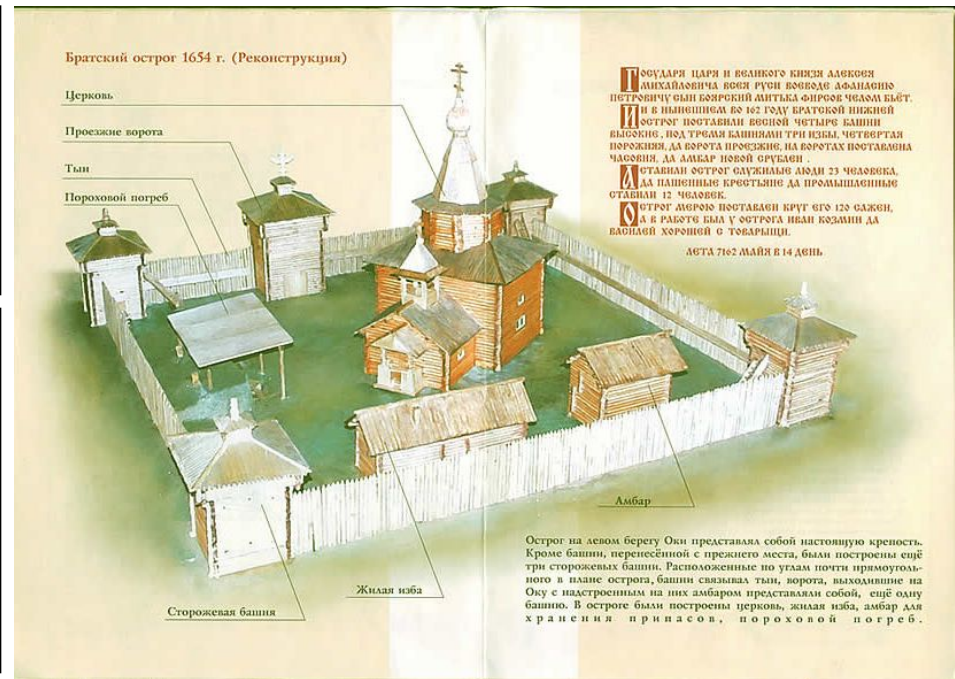 Братский острог 1654 г. (Реконструкция)
Церковь
Проезжие ворота
Тын
Пороховой погреб
Государя царя и великого князя Алексея
Михайловича всея Руси воеводе Афанасию
Петровичу сын боярский Митька Фирсов челом бьёт.
И в нынешнем во 162 году Братской нижней
острог поставили весной четыре башни
высокие, под тремя башнями три избы, четвертая
порожняя, да ворота проезжие, на воротах поставлена
часовня, да амбар новой срублен.
Аставили острог служилые люди 23 человека,
да пашенные крестьяне да промышленные
ставили 12 человек.
Острог мерою поставлен круг его 120 сажен,
а в работе был у острога Иван Козмин да
Василей Хорошей с товарыщи.
Лета 7162 майя в 14 день
Амбар
Жилая изба
Сторожевая башня
Острог на левом берегу Оки представлял собой настоящую крепость.
Кроме башни, перенесённой с прежнего места, были построены ещё
три сторожевых башни. Расположенные по углам почти прямоуголь-
ного в плане острога, башни связывал тын, ворота, выходившие на
Оку с надстроенным на них амбаром представляли собой, ещё одну
башню. В остроге были построены церковь, жилая изба, амбар для
хранения припасов, пороховой погреб.